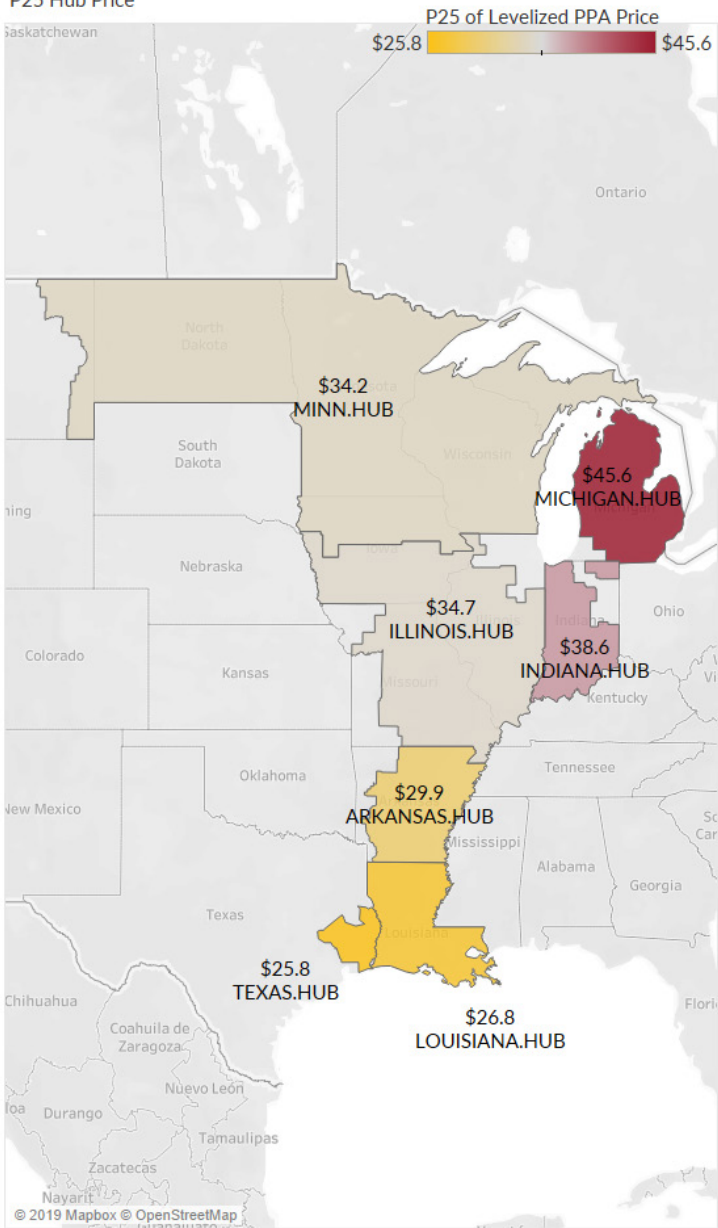 P25 Hub Price
P25 of Levelized PPA Price
$25.8
$45.6
Saskatchewan
Ontario
North
Dakota
$34.2
MINN.HUB
Wisconsin
South
Dakota
$45.6
MICHIGAN.HUB
ning
Iowa
Nebraska
$34.7
Illinois
ILLINOIS.HUB
Indiana
Ohio
$38.6
INDIANA.HUB
Colorado
Kansas
Missouri
Kentucky
Vi
Oklahoma
Tennessee
New Mexico
$29.9
ARKANSAS.HUB
Mississippi
Alabama
Georgia
Texas
Louisiana
$25.8
TEXAS.HUB
$26.8
LOUISIANA.HUB
Chihuahua
Coahuila de
Zaragoza
Nuevo León
Durango
Tamaulipas
Zacatecas
Nayarit
© 2019 Mapbox © OpenStreetMap